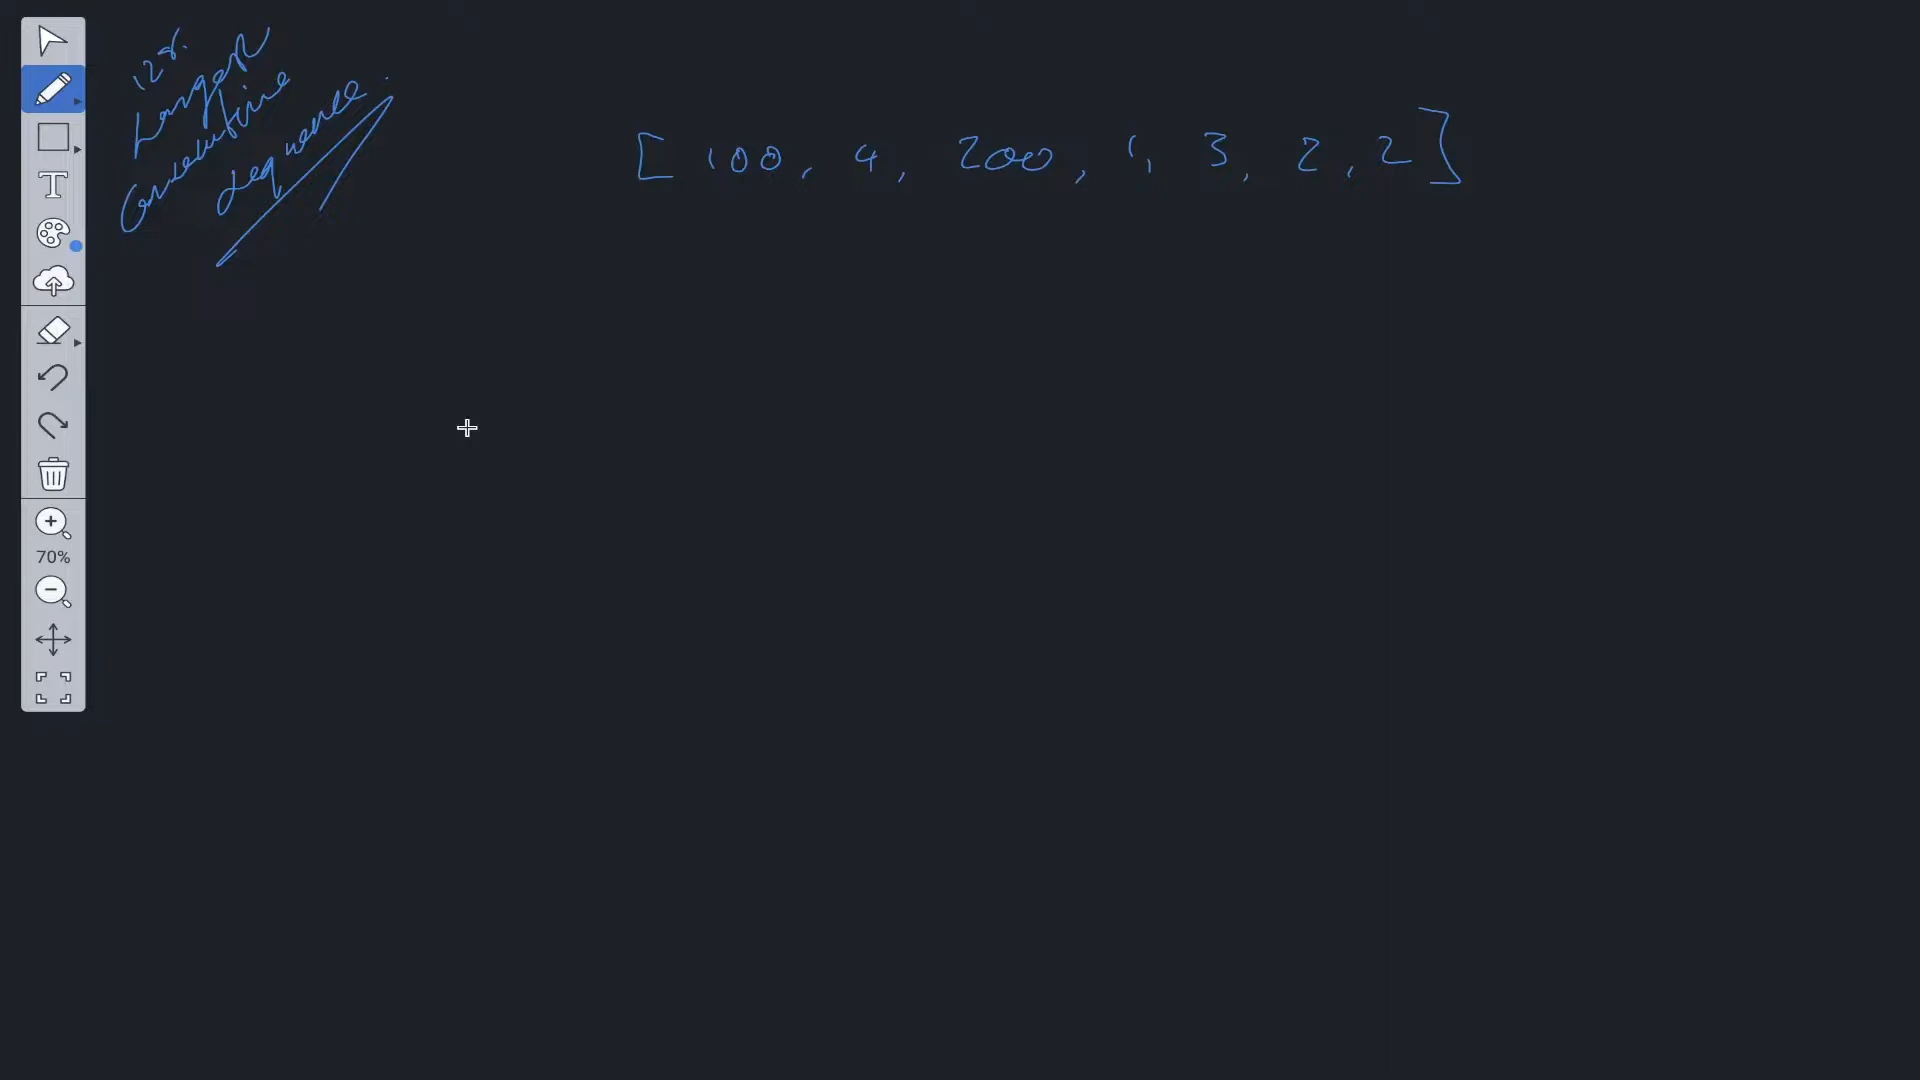 128.
Longest
Consecutive
Sequence
[ 100, 4, 200, 1, 3, 2, 2 ]
T
70%